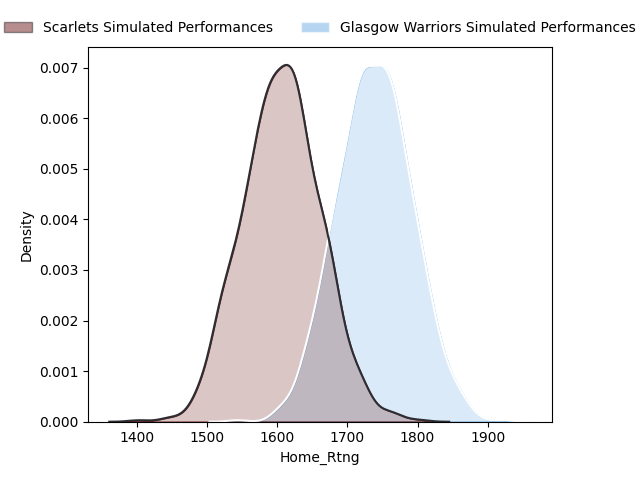 Scarlets Simulated Performances Glasgow Warriors Simulated Performances
0.007
0.006
0.005
0.004
0.003
0.002
0.001
0.000
Density
1400 1500 1600 1700 1800 1900
Home_Rtng